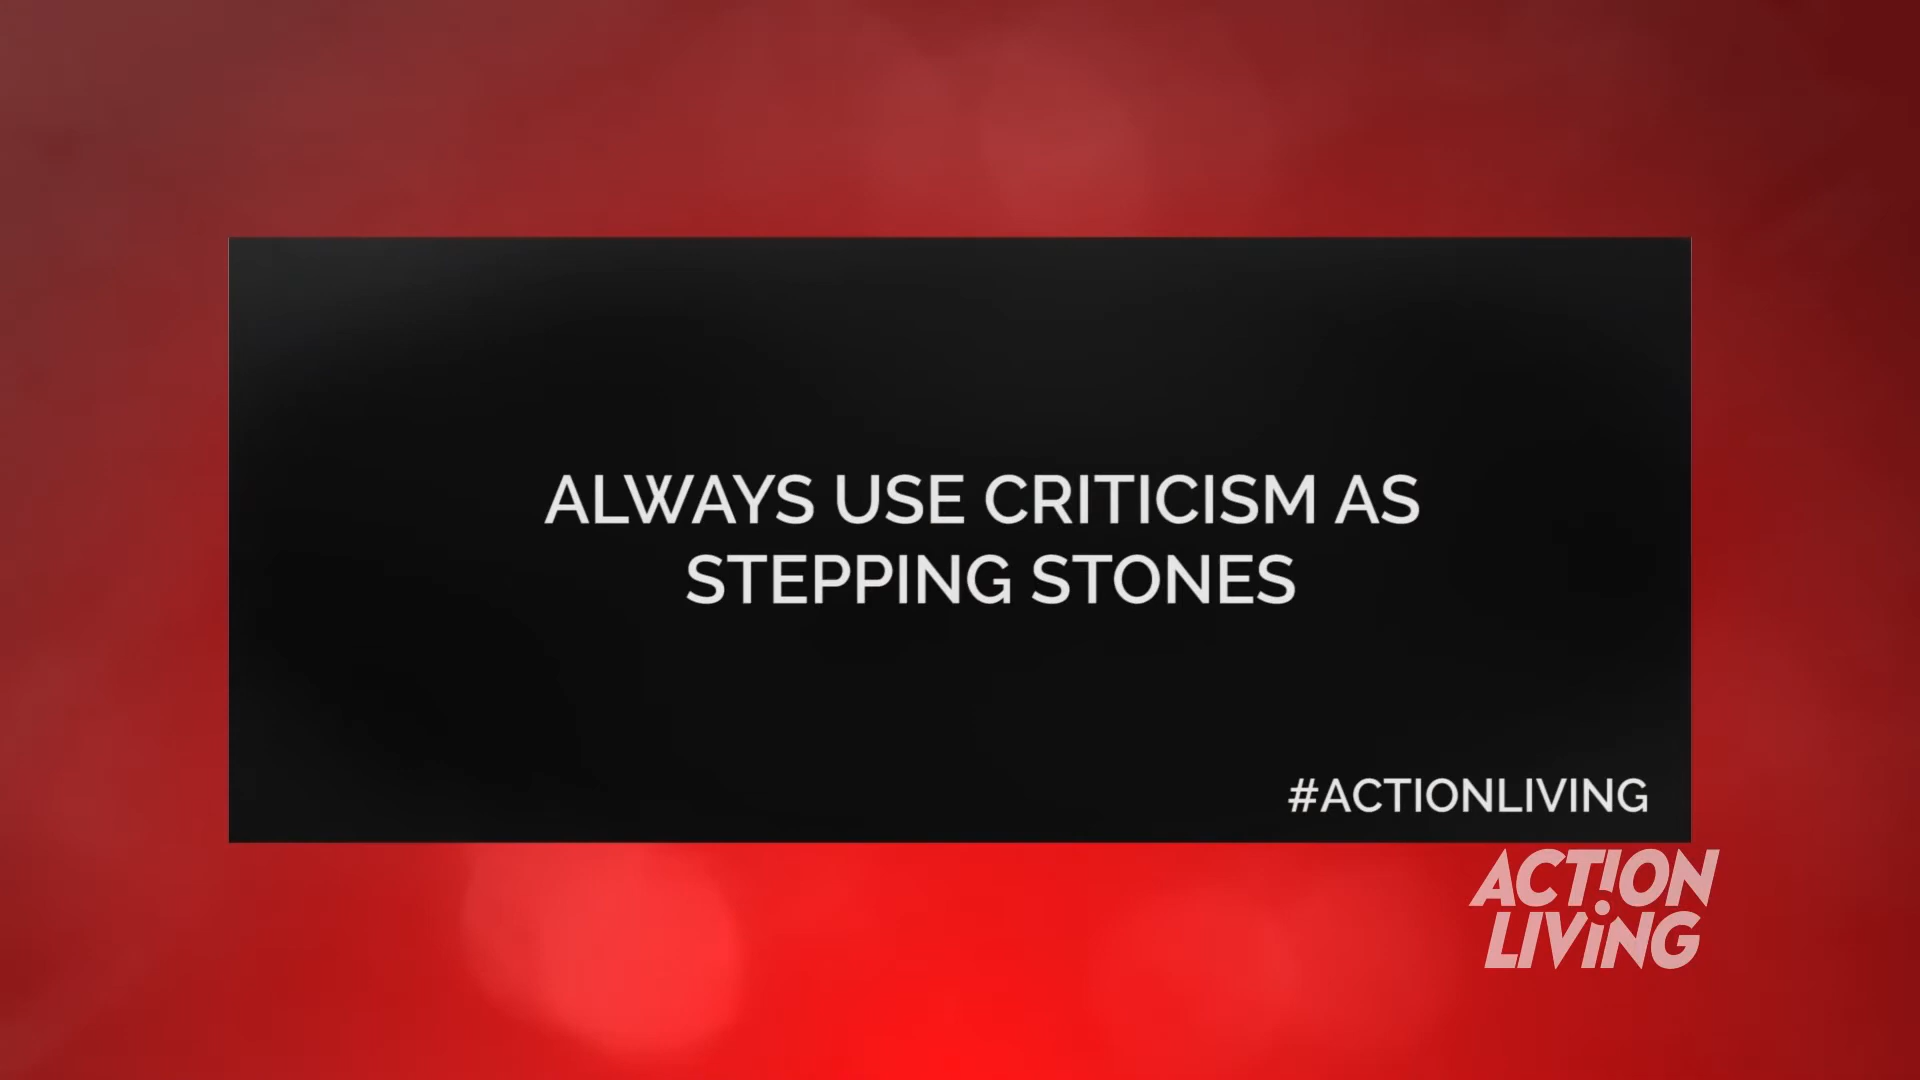 ALWAYS USE CRITICISM AS
STEPPING STONES
#ACTIONLIVING
ACTION
LIVING